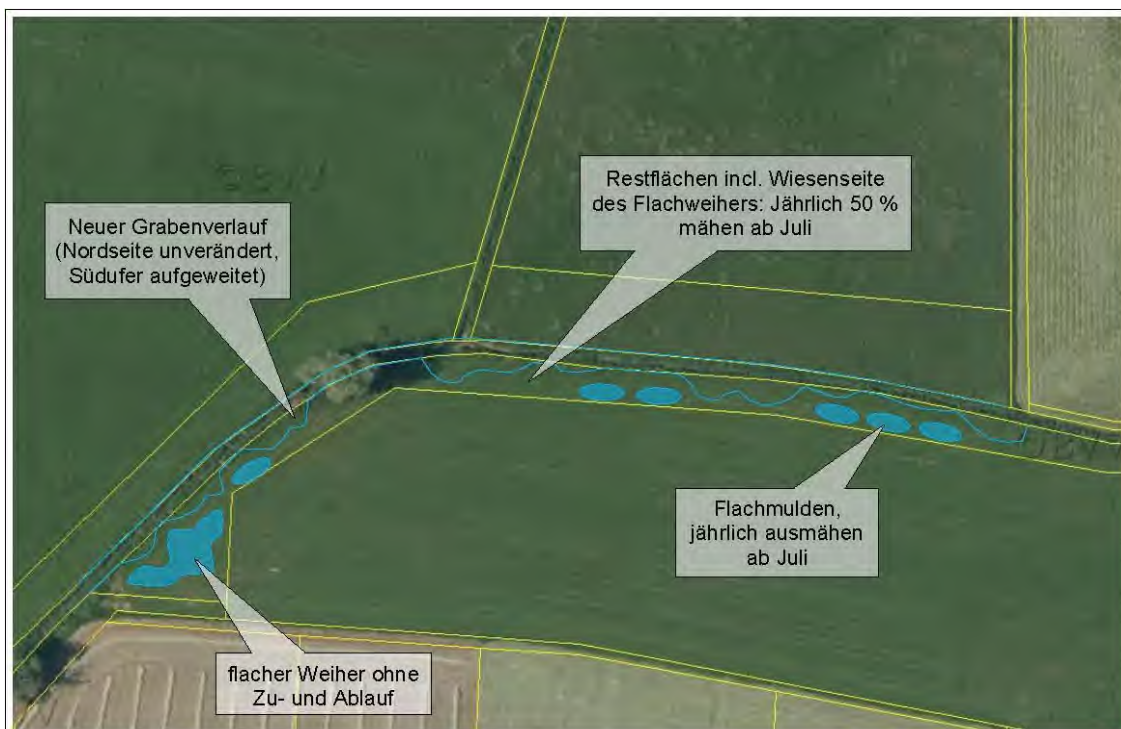 Restflächen incl. Wiesenseite
des Flachweihers: Jährlich 50 %
mähen ab Juli
Neuer Grabenverlauf
(Nordseite unverändert,
Südufer aufgeweitet)
Flachmulden,
jährlich ausmähen
ab Juli
flacher Weiher ohne
Zu- und Ablauf